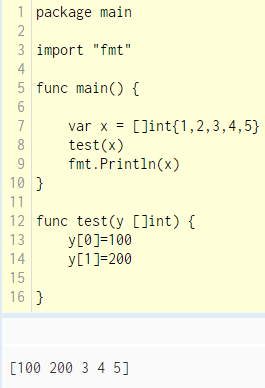 1 package main
2
3 import "fmt"
4
5 func main() {
6
7     var x = []int{1,2,3,4,5}
8     test(x)
9     fmt.Println(x)
10 }
11
12 func test(y []int) {
13     y[0]=100
14     y[1]=200
15
16 }
[100 200 3 4 5]